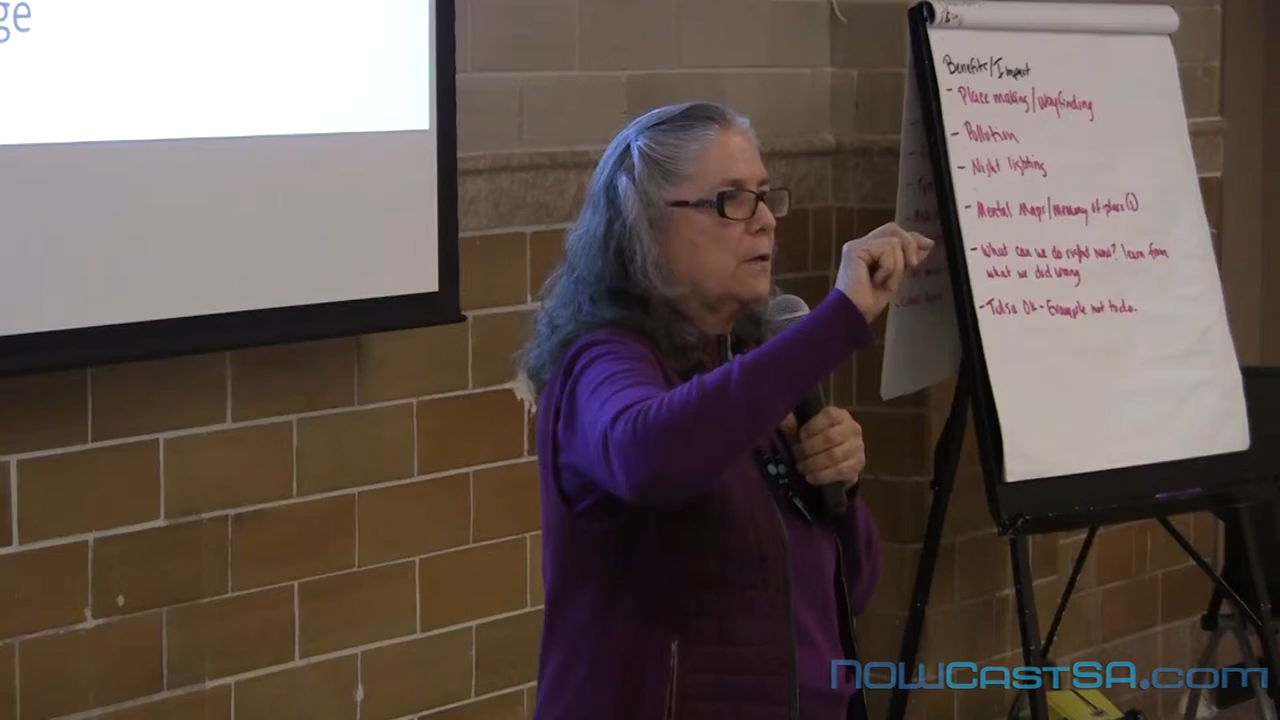 ge
Benefits/Impact
- Place making/Wayfinding
- Pollution
- Night lighting
- Mental Maps/Memory of place(s)
- What can we do right now? learn from
what we did wrong
- Tulsa OK - Example not to do.
NOWCASTSA.com